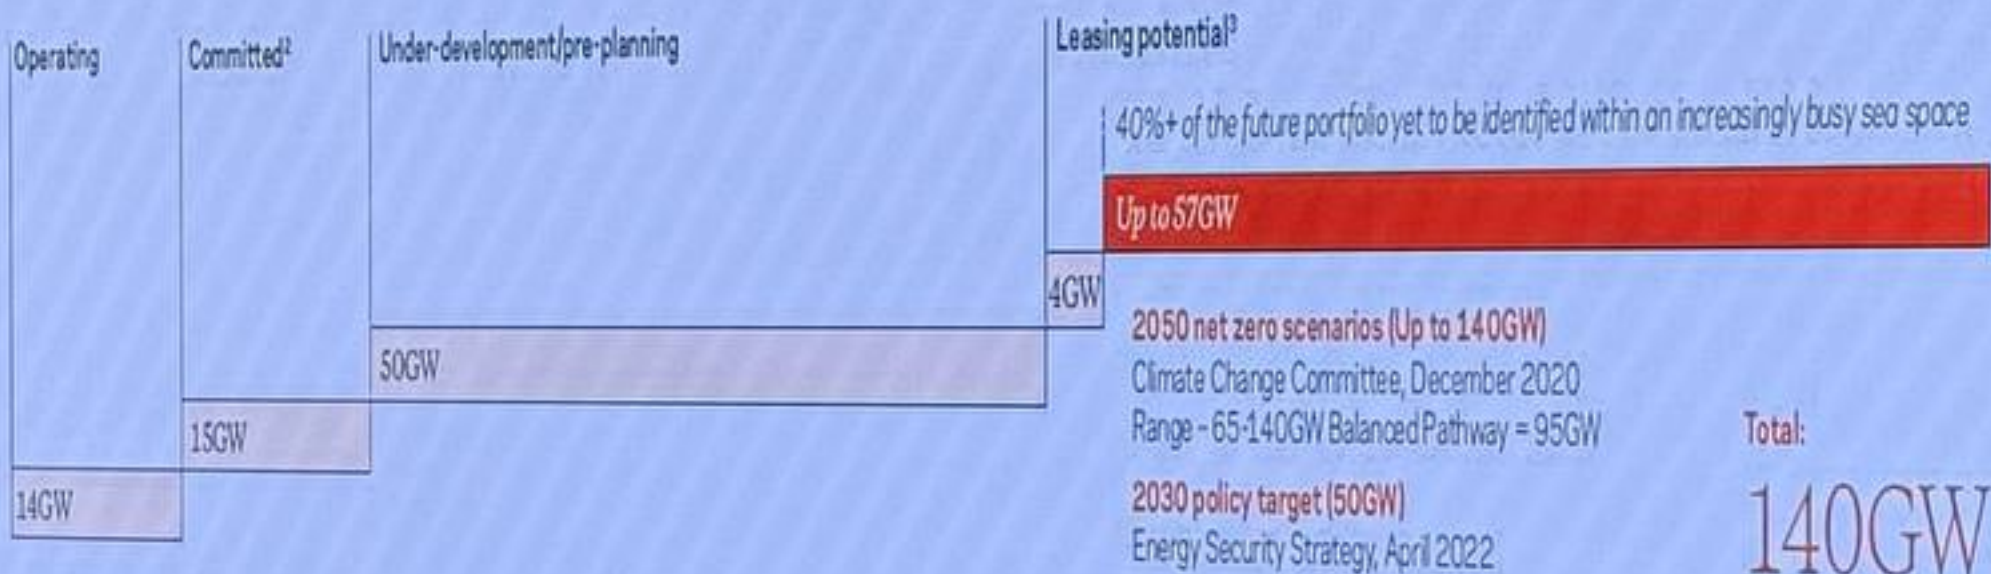 Operating
Committed²
Under-development/pre-planning
Leasing potential³
40%+ of the future portfolio yet to be identified within an increasingly busy sea space
Up to 57GW
4GW
50GW
15GW
14GW
2050 net zero scenarios (Up to 140GW)
Climate Change Committee, December 2020
Range - 65-140GW Balanced Pathway = 95GW
2030 policy target (50GW)
Energy Security Strategy, April 2022
Total:
140GW